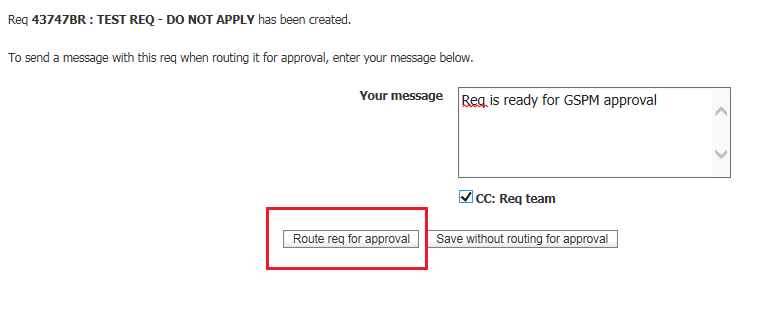 Req 43747BR : TEST REQ - DO NOT APPLY has been created.
To send a message with this req when routing it for approval, enter your message below.
Your message
Req is ready for GSPM approval
CC: Req team
Route req for approval
Save without routing for approval